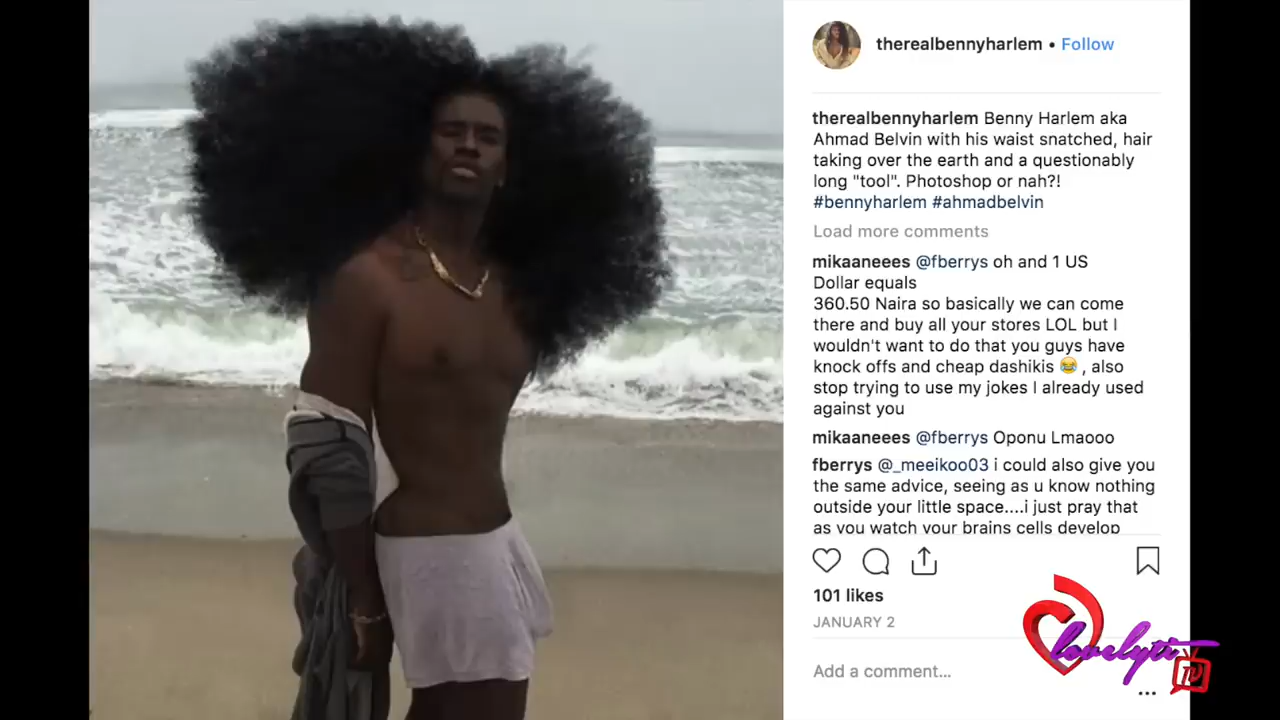 therealbennyharlem • Follow
therealbennyharlem Benny Harlem aka
Ahmad Belvin with his waist snatched, hair
taking over the earth and a questionably
long "tool". Photoshop or nah?!
#bennyharlem #ahmadbelvin
Load more comments
mikaaneees @fberrys oh and 1 US
Dollar equals
360.50 Naira so basically we can come
there and buy all your stores LOL but I
wouldn't want to do that you guys have
knock offs and cheap dashikis 😂 , also
stop trying to use my jokes I already used
against you
mikaaneees @fberrys Oponu Lmaooo
fberrys @_meeikoo03 i could also give you
the same advice, seeing as u know nothing
outside your little space....i just pray that
as you watch your brains cells develop
101 likes
JANUARY 2
Add a comment...
lovelyti
TV